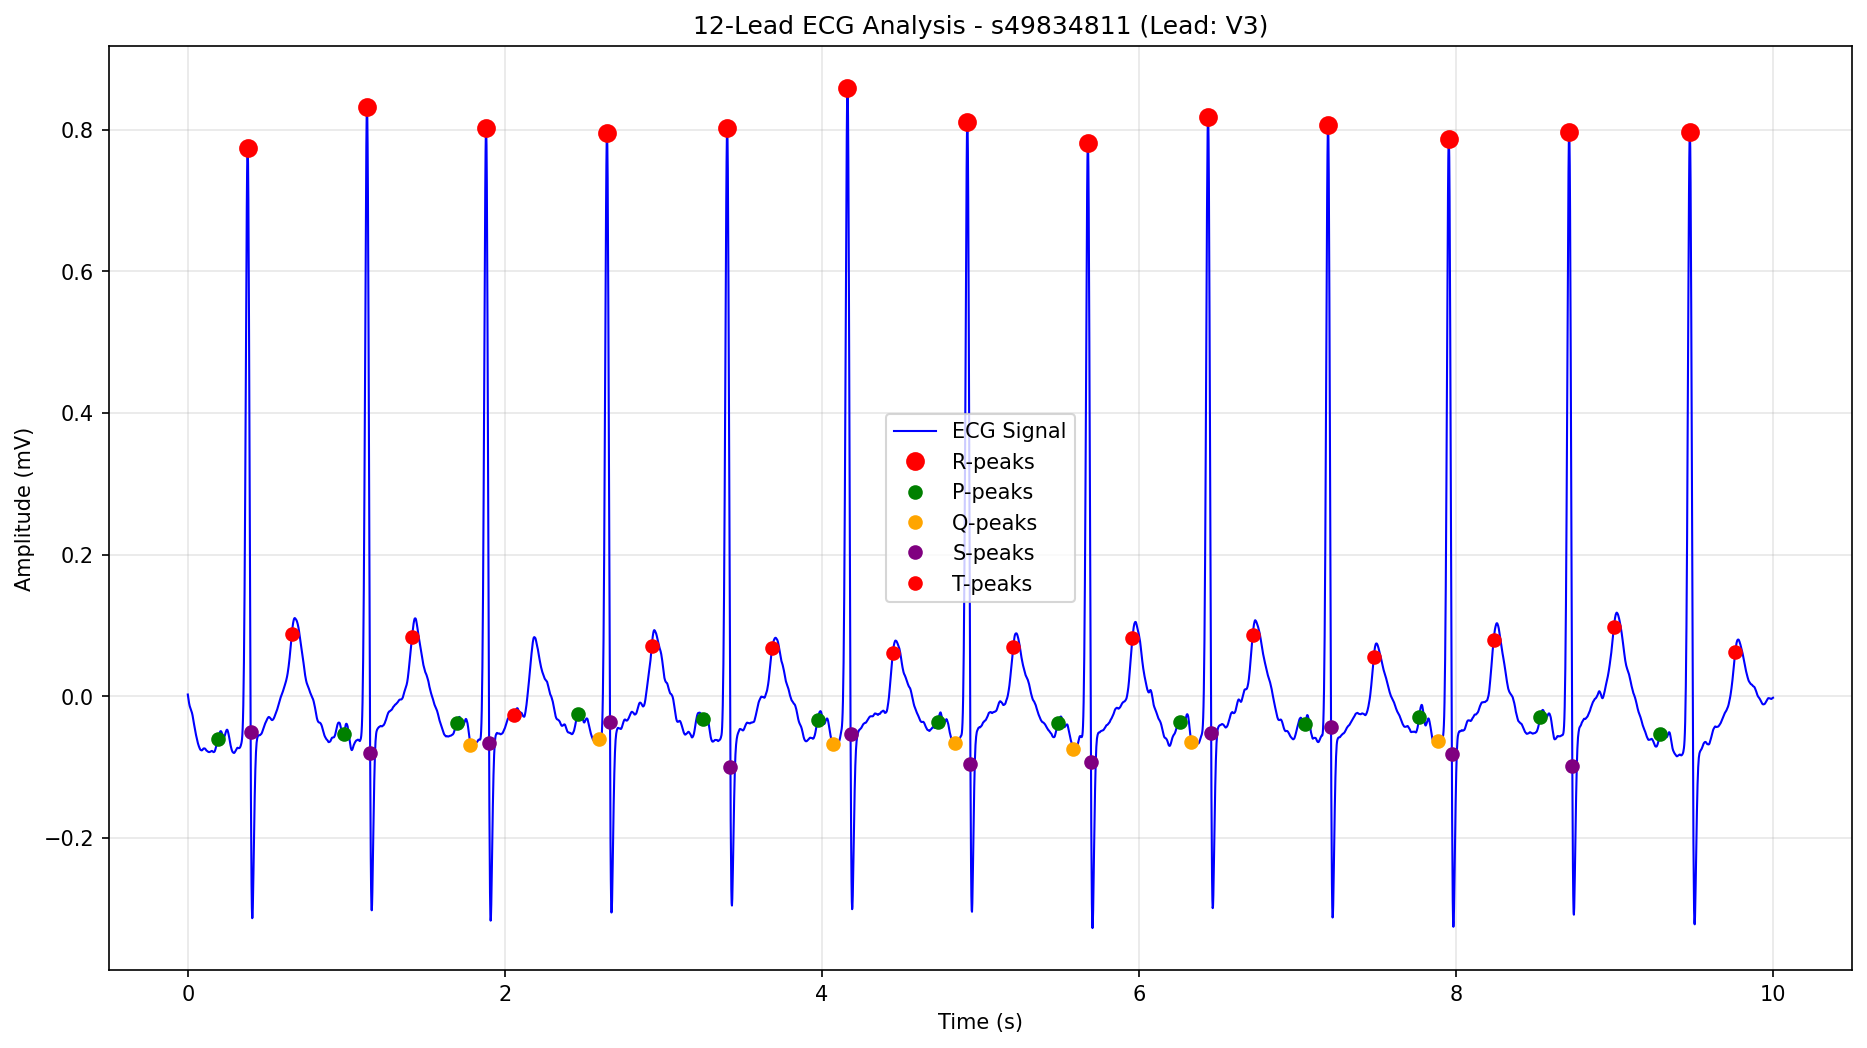 12-Lead ECG Analysis - s49834811 (Lead: V3)
Amplitude (mV)
0.8
0.6
0.4
0.2
0.0
−0.2
ECG Signal
R-peaks
P-peaks
Q-peaks
S-peaks
T-peaks
0 2 4 6 8 10
Time (s)